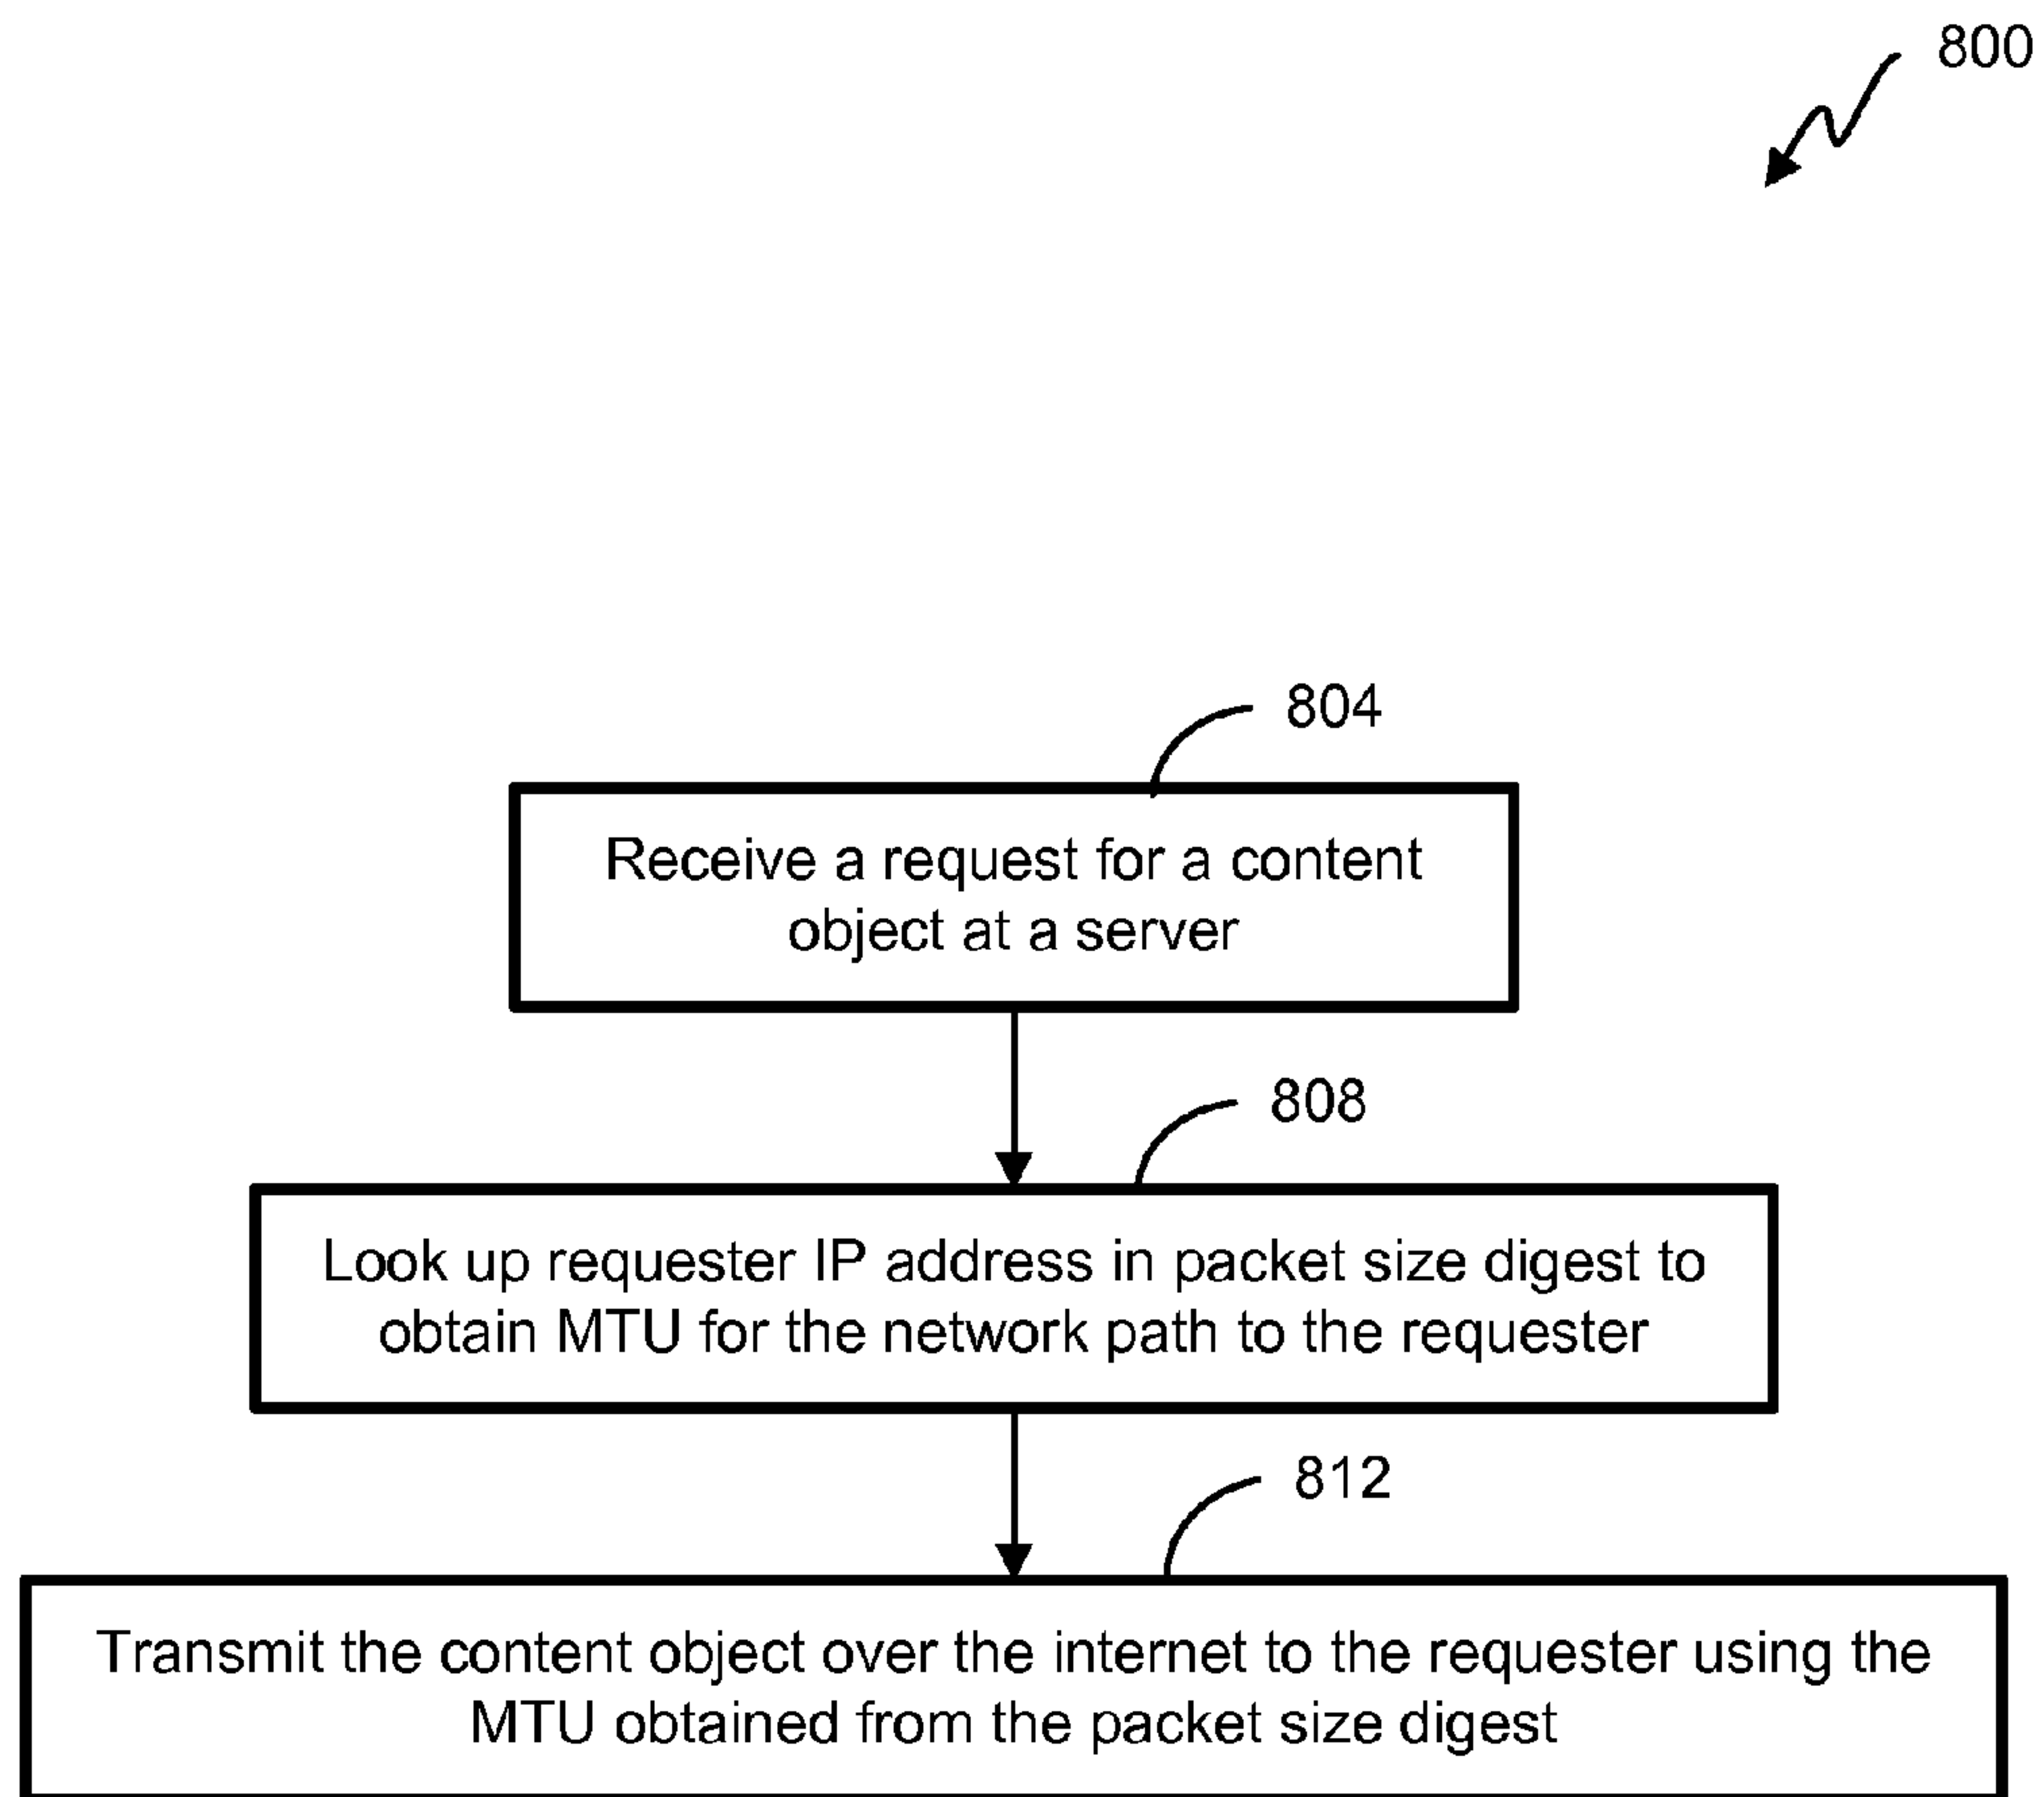 800
804
Receive a request for a content
object at a server
808
Look up requester IP address in packet size digest to
obtain MTU for the network path to the requester
812
Transmit the content object over the internet to the requester using the
MTU obtained from the packet size digest